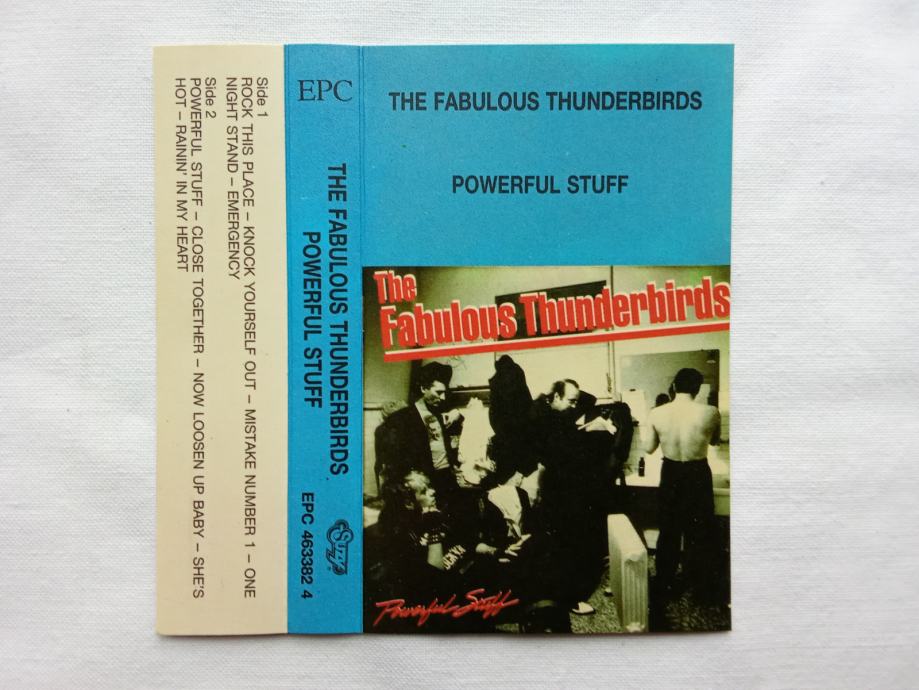 Side 1
ROCK THIS PLACE – KNOCK YOURSELF OUT – MISTAKE NUMBER 1 – ONE
NIGHT STAND – EMERGENCY
Side 2
POWERFUL STUFF – CLOSE TOGETHER – NOW LOOSEN UP BABY – SHE'S
HOT – RAININ' IN MY HEART
EPC
THE FABULOUS THUNDERBIRDS
POWERFUL STUFF
Suzy
EPC 463382 4
THE FABULOUS THUNDERBIRDS
POWERFUL STUFF
The
Fabulous Thunderbirds
Powerful Stuff